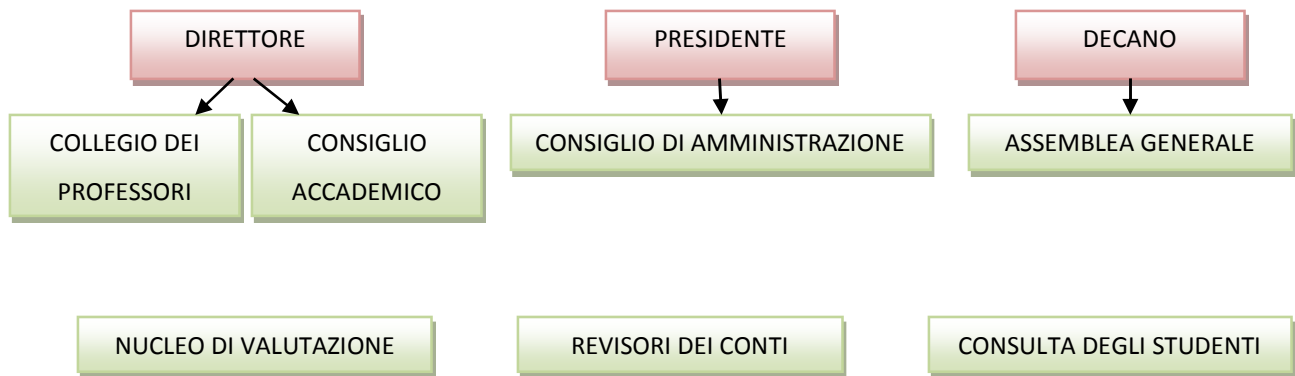 DIRETTORE
PRESIDENTE
DECANO
COLLEGIO DEI
PROFESSORI
CONSIGLIO
ACCADEMICO
CONSIGLIO DI AMMINISTRAZIONE
ASSEMBLEA GENERALE
NUCLEO DI VALUTAZIONE
REVISORI DEI CONTI
CONSULTA DEGLI STUDENTI